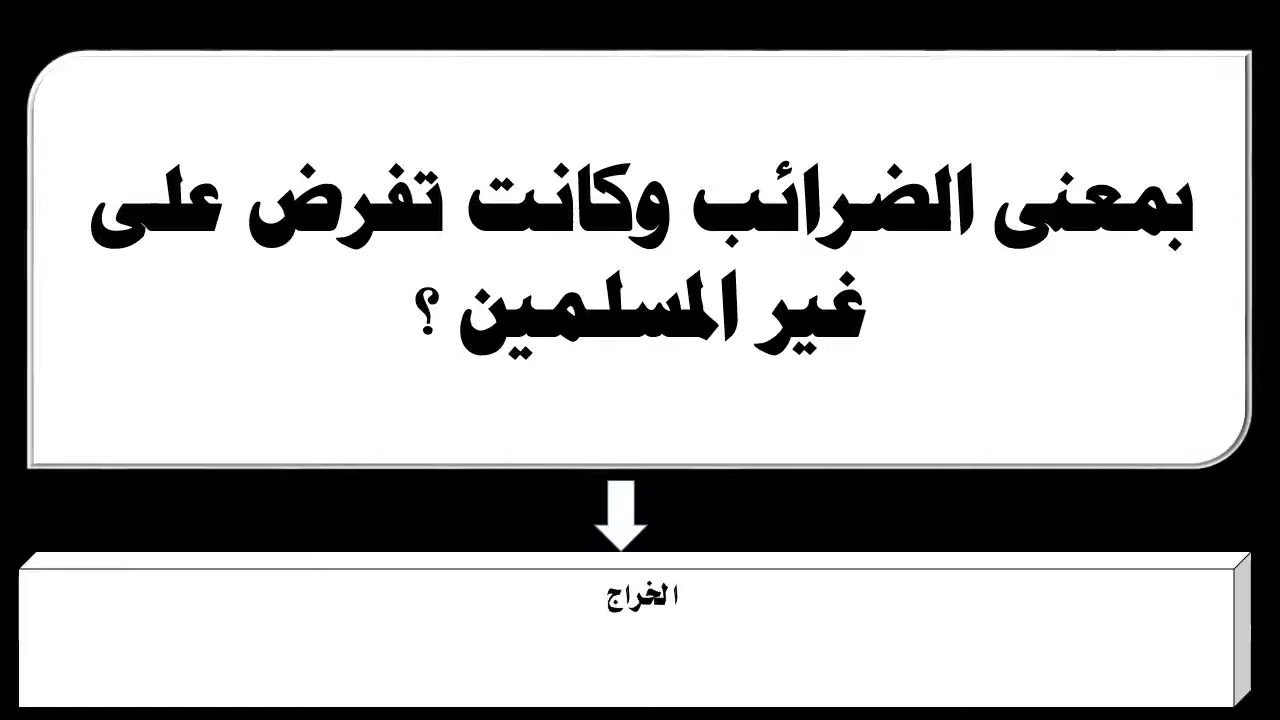 بمعنى الضرائب وكانت تفرض على
غير المسلمين ؟
الخراج